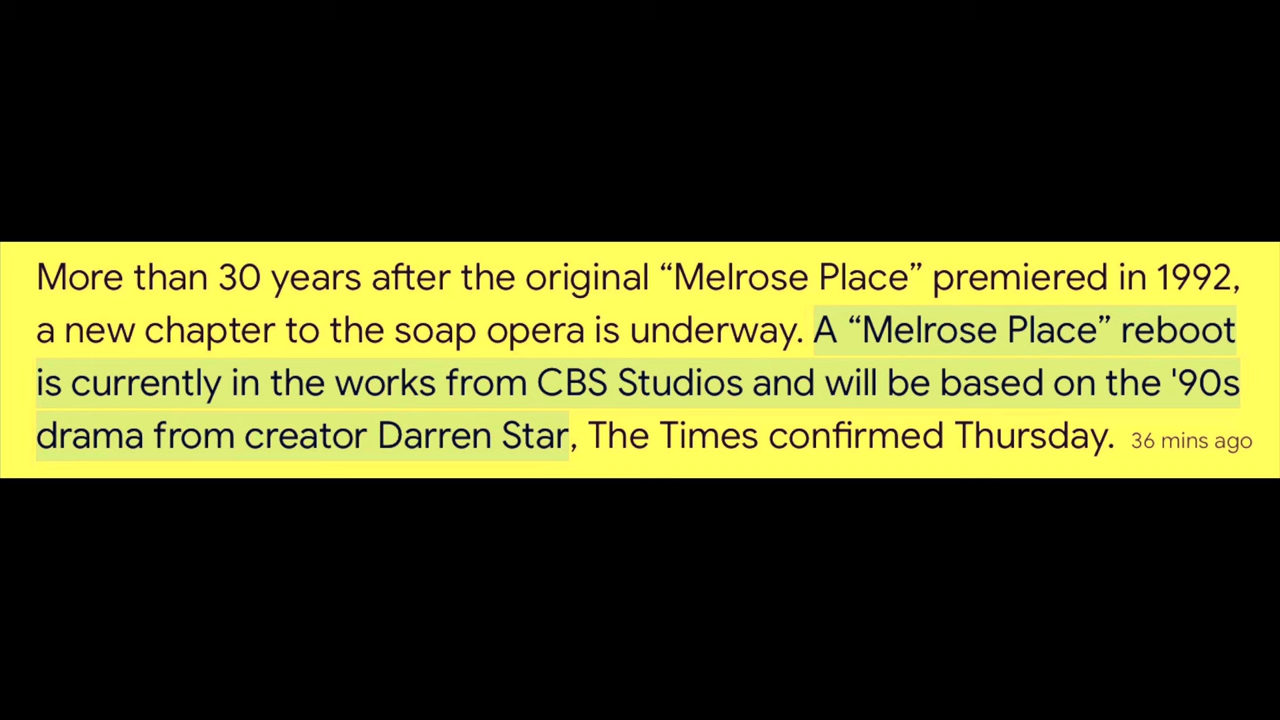 More than 30 years after the original “Melrose Place” premiered in 1992,
a new chapter to the soap opera is underway. A “Melrose Place” reboot
is currently in the works from CBS Studios and will be based on the '90s
drama from creator Darren Star, The Times confirmed Thursday. 36 mins ago